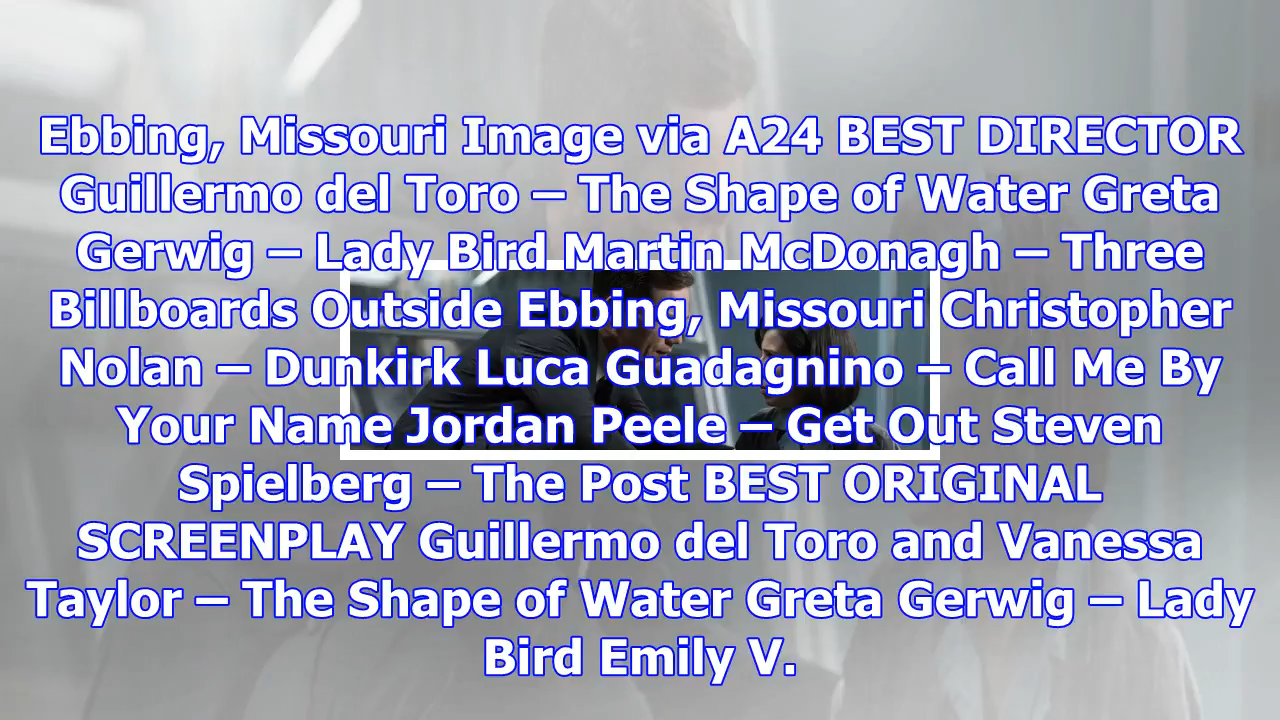 Ebbing, Missouri Image via A24 BEST DIRECTOR
Guillermo del Toro – The Shape of Water Greta
Gerwig – Lady Bird Martin McDonagh – Three
Billboards Outside Ebbing, Missouri Christopher
Nolan – Dunkirk Luca Guadagnino – Call Me By
Your Name Jordan Peele – Get Out Steven
Spielberg – The Post BEST ORIGINAL
SCREENPLAY Guillermo del Toro and Vanessa
Taylor – The Shape of Water Greta Gerwig – Lady
Bird Emily V.